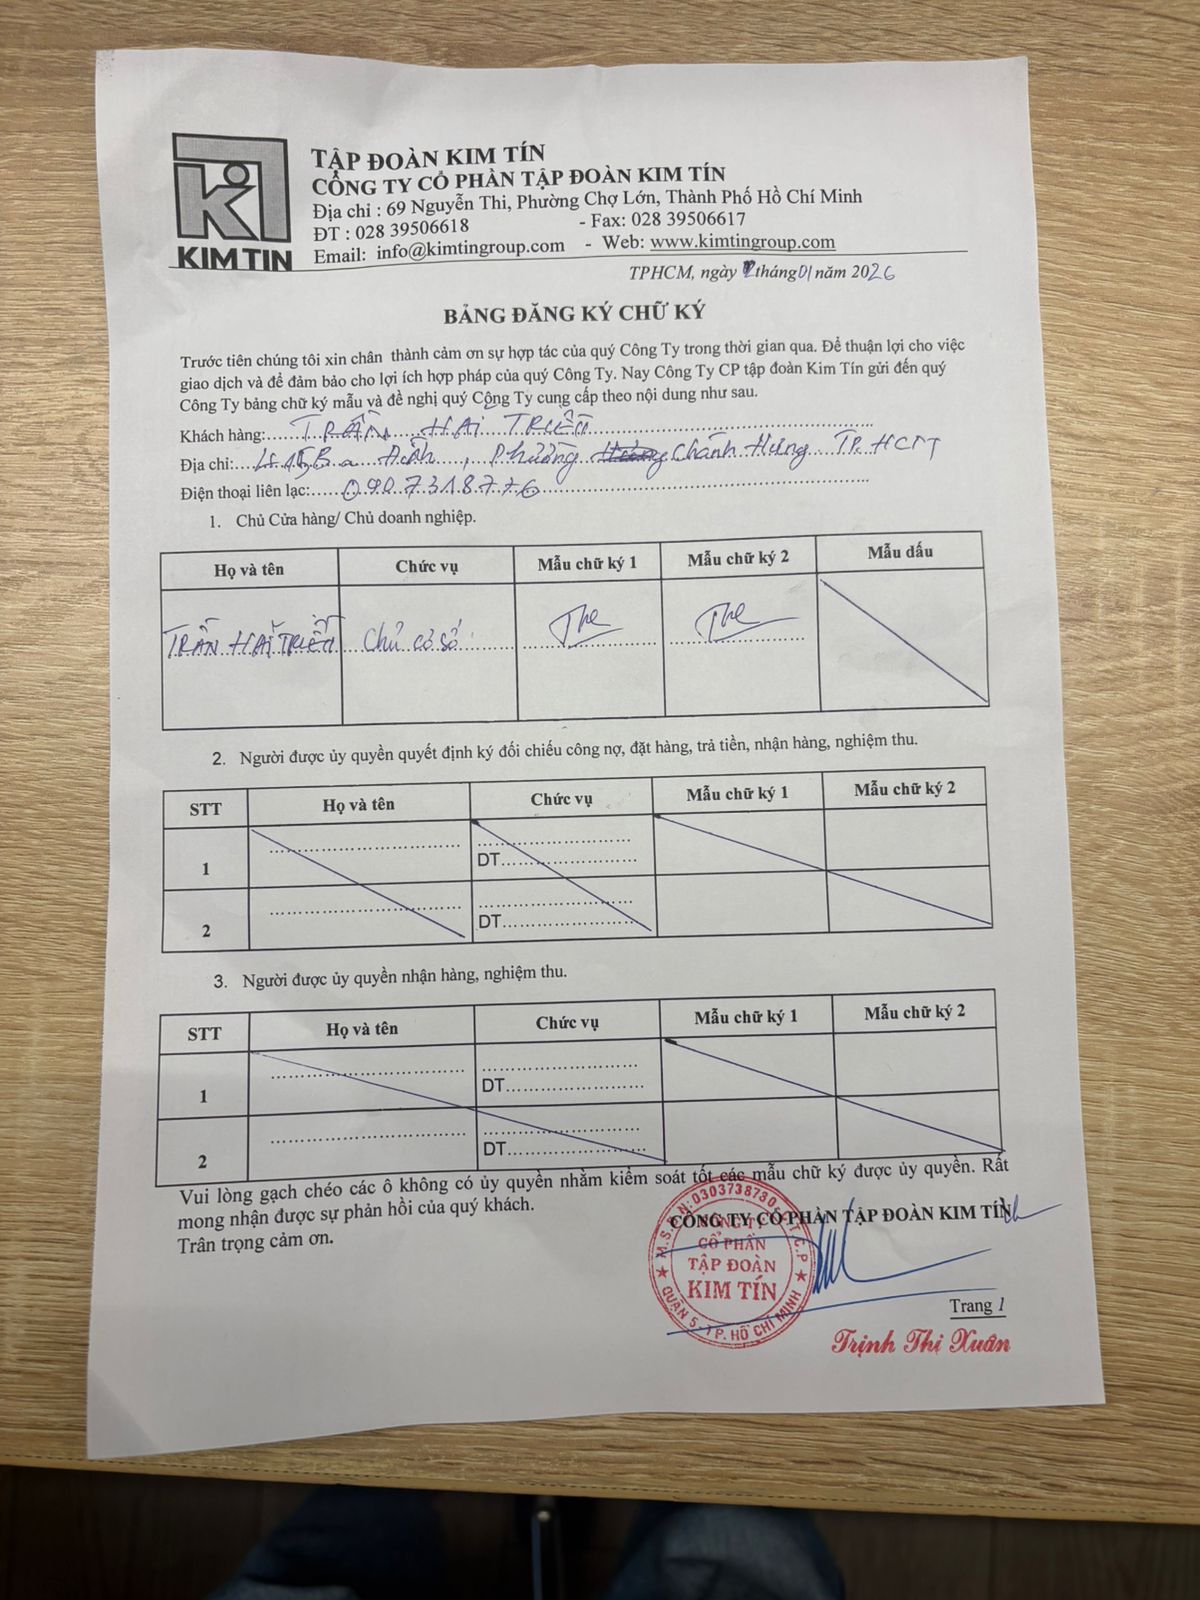 KIM TÍN
TẬP ĐOÀN KIM TÍN
CÔNG TY CỔ PHẦN TẬP ĐOÀN KIM TÍN
Địa chỉ : 69 Nguyễn Thi, Phường Chợ Lớn, Thành Phố Hồ Chí Minh
ĐT : 028 39506618 - Fax: 028 39506617
Email: info@kimtingroup.com - Web: www.kimtingroup.com
TPHCM, ngày tháng 01 năm 2026
BẢNG ĐĂNG KÝ CHỮ KÝ
Trước tiên chúng tôi xin chân thành cảm ơn sự hợp tác của quý Công Ty trong thời gian qua. Để thuận lợi cho việc
giao dịch và để đảm bảo cho lợi ích hợp pháp của quý Công Ty. Nay Công Ty CP tập đoàn Kim Tín gửi đến quý
Công Ty bảng chữ ký mẫu và đề nghị quý Công Ty cung cấp theo nội dung như sau.
Khách hàng: TRẦN HẢI TRIỀU
Địa chỉ: Phường Chánh Hưng TP. HCM
Điện thoại liên lạc: 0907318776
1. Chủ Cửa hàng/ Chủ doanh nghiệp.
Họ và tên Chức vụ Mẫu chữ ký 1 Mẫu chữ ký 2 Mẫu dấu
TRẦN HẢI TRIỀU Chủ cơ sở
2. Người được ủy quyền quyết định ký đối chiếu công nợ, đặt hàng, trả tiền, nhận hàng, nghiệm thu.
STT Họ và tên Chức vụ Mẫu chữ ký 1 Mẫu chữ ký 2
1 ........................................ ........................................
DT........................................
2 ........................................ ........................................
DT........................................
3. Người được ủy quyền nhận hàng, nghiệm thu.
STT Họ và tên Chức vụ Mẫu chữ ký 1 Mẫu chữ ký 2
1 ........................................ ........................................
DT........................................
2 ........................................ ........................................
DT........................................
Vui lòng gạch chéo các ô không có ủy quyền nhằm kiểm soát tốt các mẫu chữ ký được ủy quyền. Rất
mong nhận được sự phản hồi của quý khách.
Trân trọng cảm ơn.
CÔNG TY CỔ PHẦN TẬP ĐOÀN KIM TÍN
CÔNG TY
CỔ PHẦN
TẬP ĐOÀN
KIM TÍN
QUẬN 5 - TP. HỒ CHÍ MINH
Trang 1
Trịnh Thị Xuân